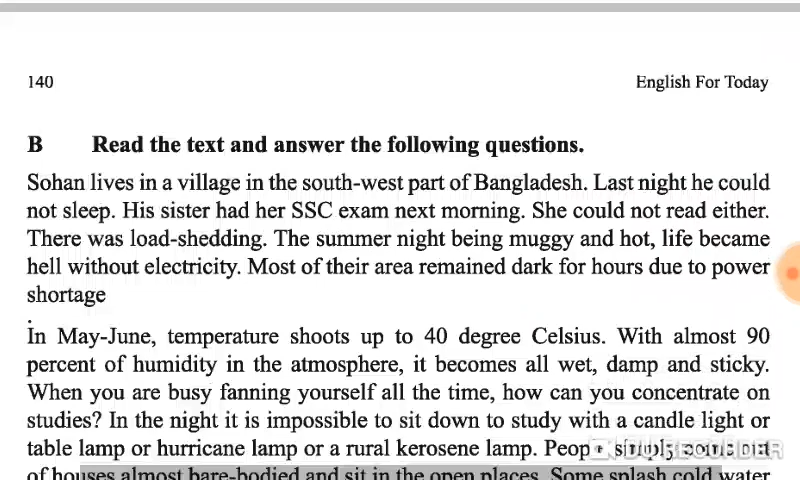 140
English For Today
B Read the text and answer the following questions.
Sohan lives in a village in the south-west part of Bangladesh. Last night he could
not sleep. His sister had her SSC exam next morning. She could not read either.
There was load-shedding. The summer night being muggy and hot, life became
hell without electricity. Most of their area remained dark for hours due to power
shortage
.
In May-June, temperature shoots up to 40 degree Celsius. With almost 90
percent of humidity in the atmosphere, it becomes all wet, damp and sticky.
When you are busy fanning yourself all the time, how can you concentrate on
studies? In the night it is impossible to sit down to study with a candle light or
table lamp or hurricane lamp or a rural kerosene lamp. People simply come out
of houses almost bare-bodied and sit in the open places. Some splash cold water